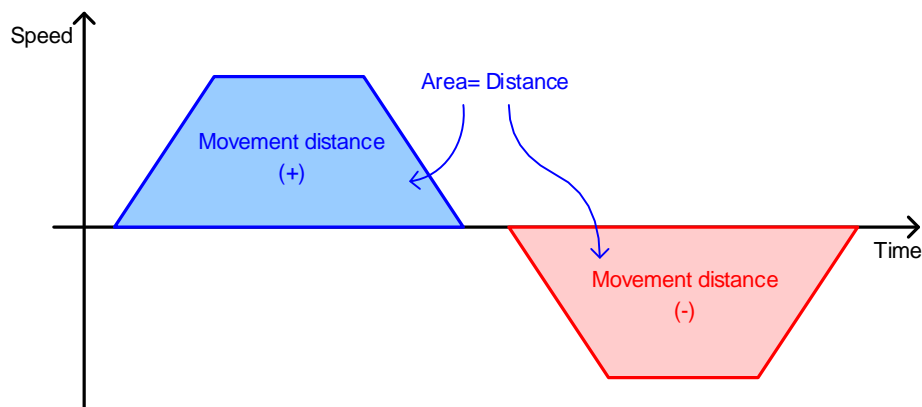 Speed
Area= Distance
Movement distance
(+)
Time
Movement distance
(-)